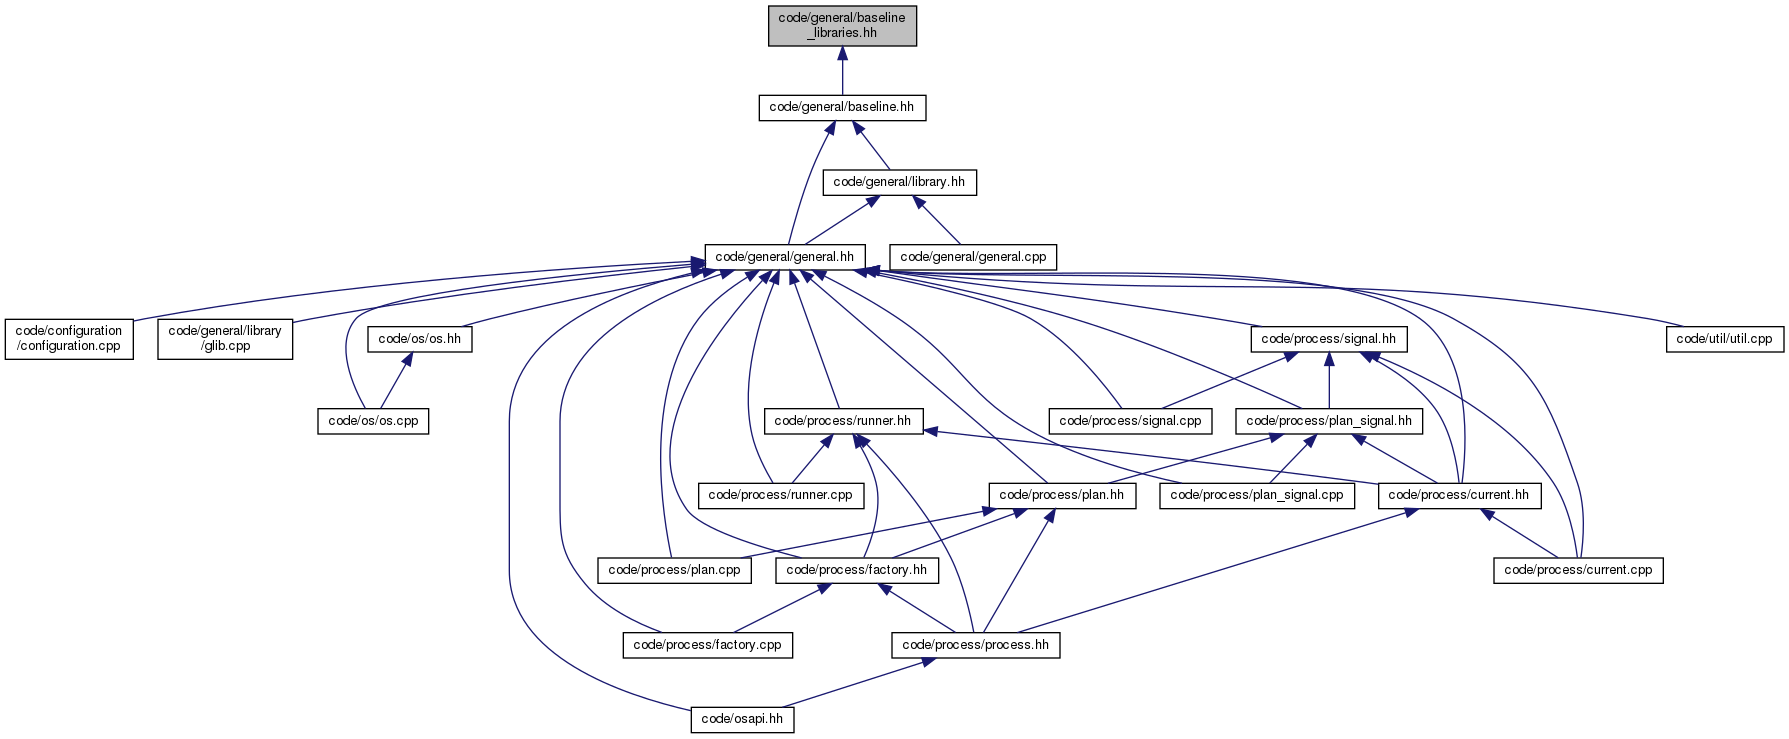 code/general/baseline
_libraries.hh
code/general/baseline.hh
code/general/library.hh
code/general/general.hh
code/general/general.cpp
code/configuration
/configuration.cpp
code/general/library
/glib.cpp
code/os/os.hh
code/process/signal.hh
code/util/util.cpp
code/os/os.cpp
code/process/runner.hh
code/process/signal.cpp
code/process/plan_signal.hh
code/process/runner.cpp
code/process/plan.hh
code/process/plan_signal.cpp
code/process/current.hh
code/process/plan.cpp
code/process/factory.hh
code/process/current.cpp
code/process/factory.cpp
code/process/process.hh
code/osapi.hh